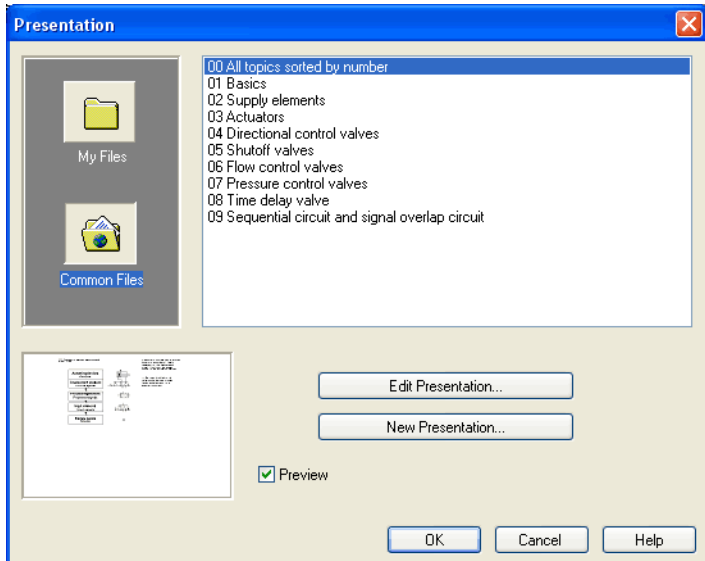 Presentation
My Files
Common Files
00 All topics sorted by number
01 Basics
02 Supply elements
03 Actuators
04 Directional control valves
05 Shutoff valves
06 Flow control valves
07 Pressure control valves
08 Time delay valve
09 Sequential circuit and signal overlap circuit
Edit Presentation...
New Presentation...
Preview
OK
Cancel
Help